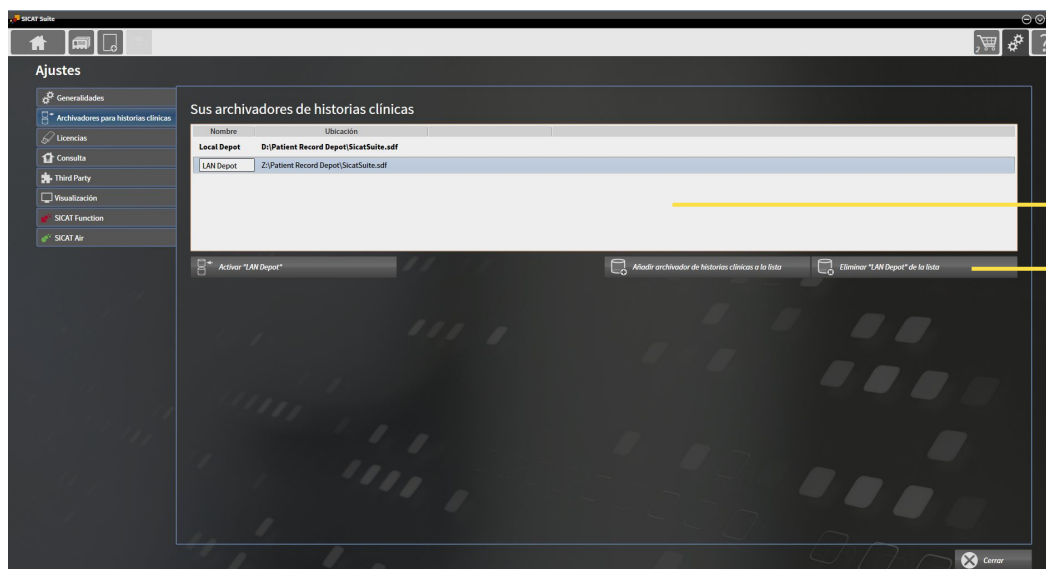 SICAT Suite
2
?
Ajustes
Generalidades
Archivadores para historias clínicas
Licencias
Consulta
Third Party
Visualización
SICAT Function
SICAT Air
Sus archivadores de historias clínicas
Nombre Ubicación
Local Depot D:\Patient Record Depot\SicatSuite.sdf
LAN Depot Z:\Patient Record Depot\SicatSuite.sdf
Activar "LAN Depot" Añadir archivador de historias clínicas a la lista Eliminar "LAN Depot" de la lista
Cerrar